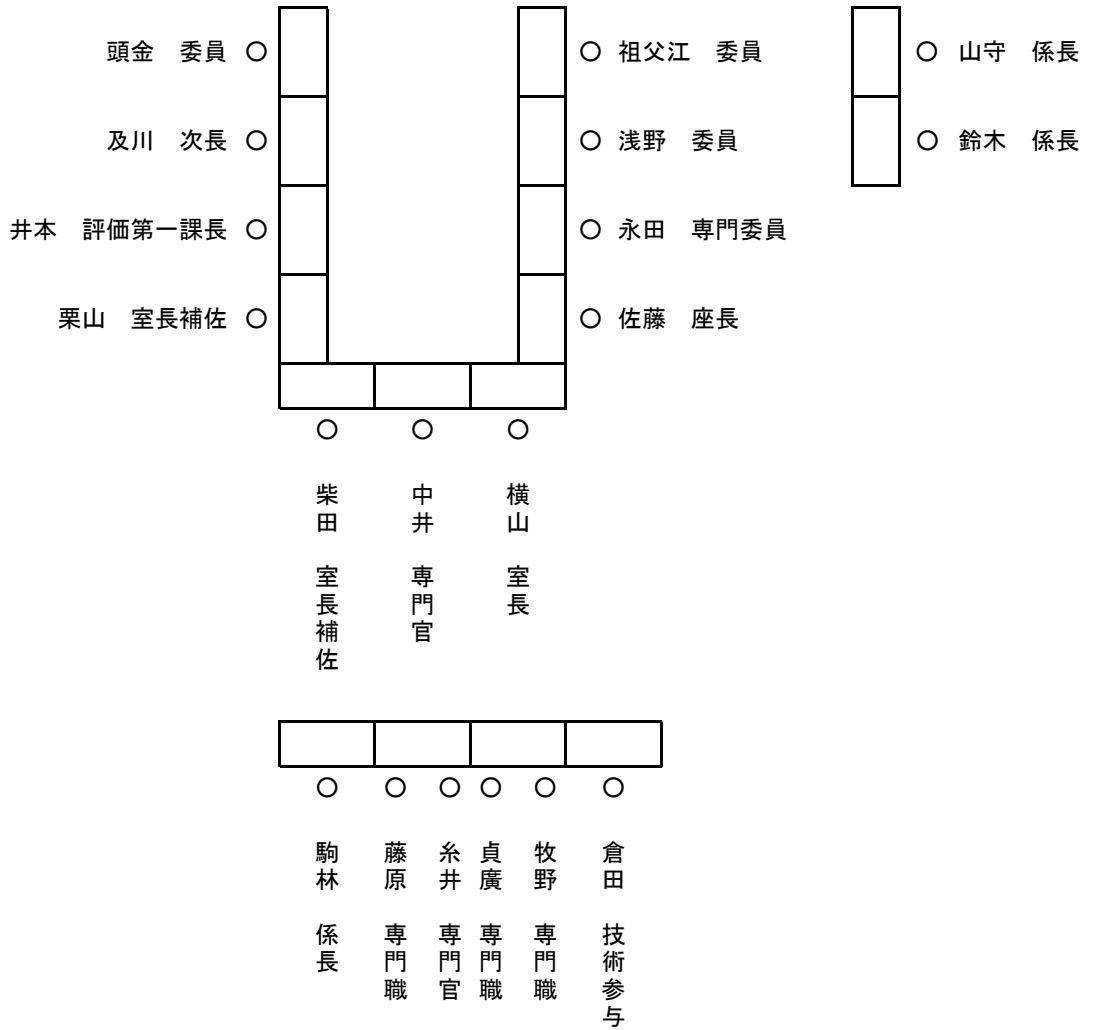 頭金　委員
祖父江　委員
山守　係長
及川　次長
浅野　委員
鈴木　係長
井本　評価第一課長
永田　専門委員
栗山　室長補佐
佐藤　座長
柴田　室長補佐
中井　専門官
横山　室長
駒林　係長
藤原　専門職
糸井　専門官
貞廣　専門職
牧野　専門職
倉田　技術参与